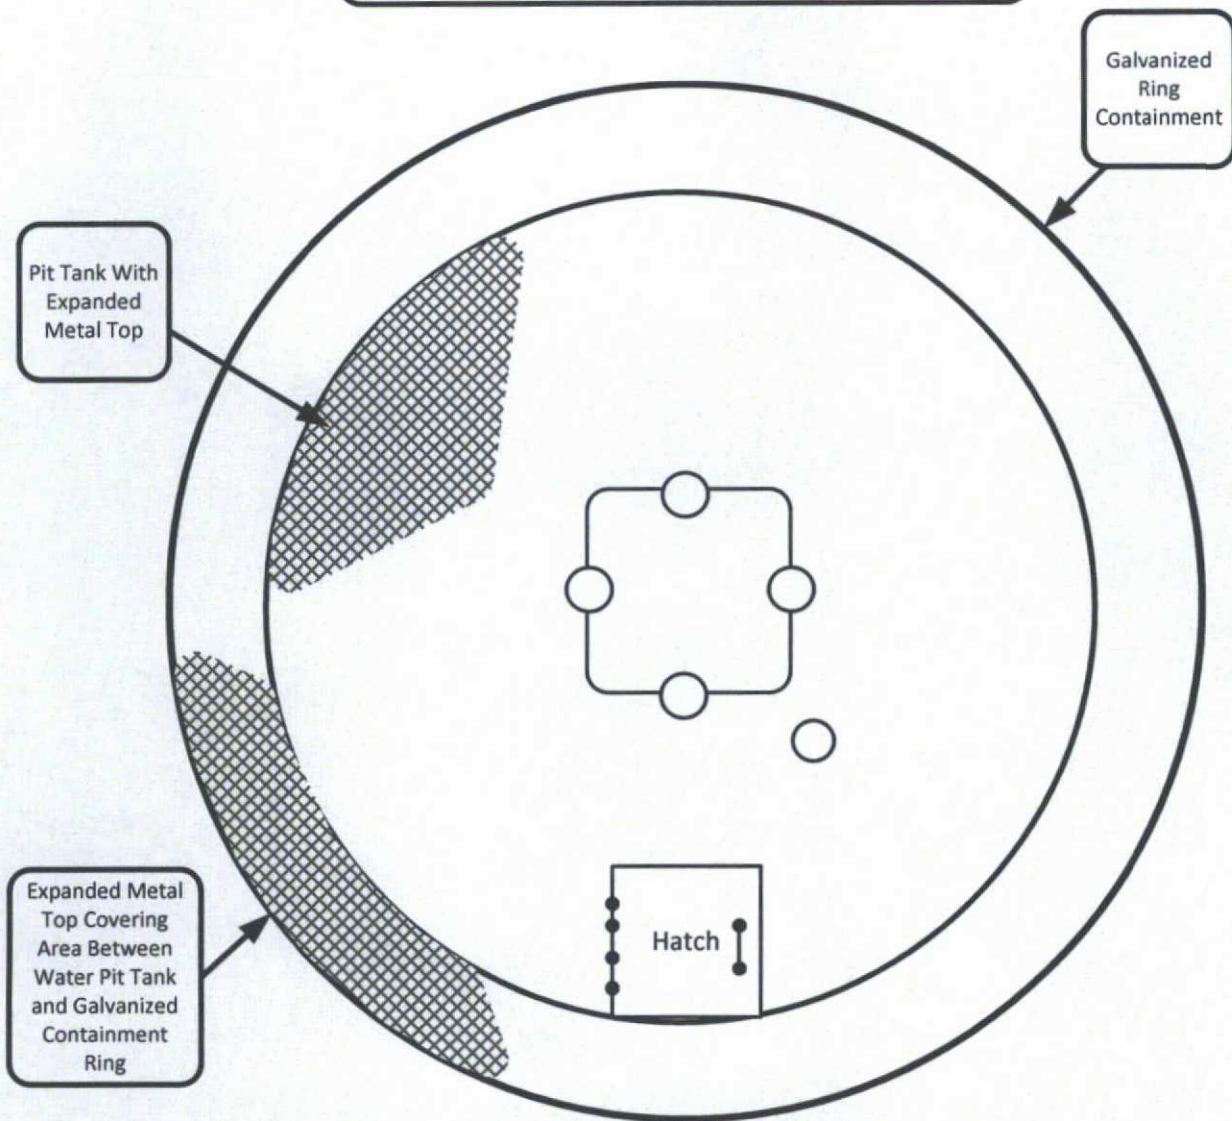 Galvanized
Ring
Containment
Pit Tank With
Expanded
Metal Top
Expanded Metal
Top Covering
Area Between
Water Pit Tank
and Galvanized
Containment
Ring
Hatch